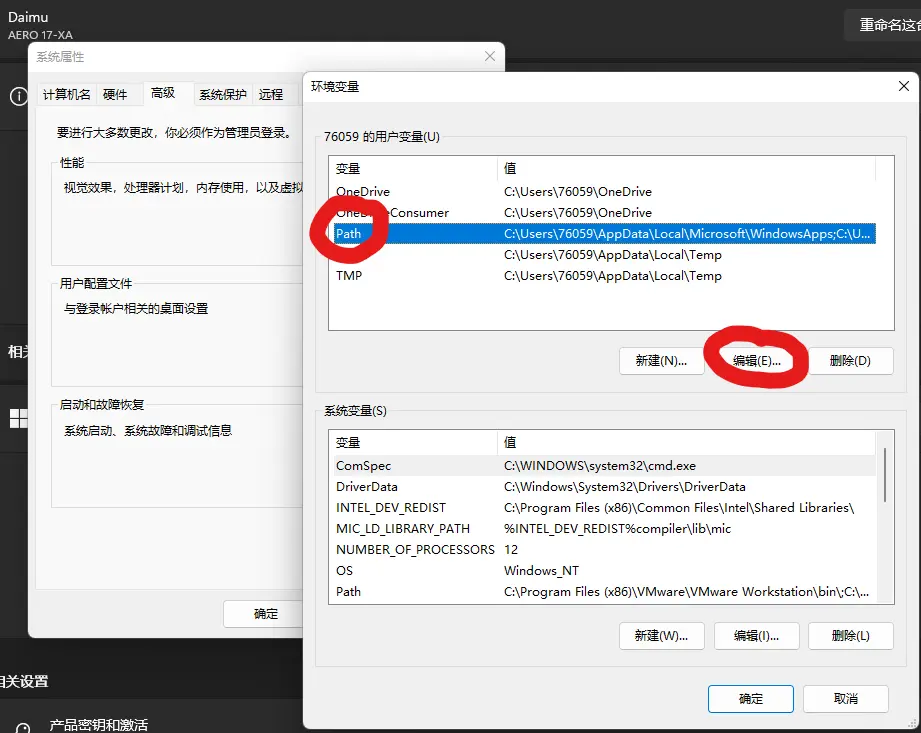 Daimu
AERO 17-XA
重命名这台
系统属性
计算机名 硬件 高级 系统保护 远程
要进行大多数更改，你必须作为管理员登录。
性能
视觉效果，处理器计划，内存使用，以及虚拟
用户配置文件
与登录帐户相关的桌面设置
启动和故障恢复
系统启动、系统故障和调试信息
确定
相关
相关设置
产品密钥和激活
环境变量
76059 的用户变量(U)
变量 值
OneDrive C:\Users\76059\OneDrive
OneDriveConsumer C:\Users\76059\OneDrive
Path C:\Users\76059\AppData\Local\Microsoft\WindowsApps;C:\U...
C:\Users\76059\AppData\Local\Temp
TMP C:\Users\76059\AppData\Local\Temp
新建(N)... 编辑(E)... 删除(D)
系统变量(S)
变量 值
ComSpec C:\WINDOWS\system32\cmd.exe
DriverData C:\Windows\System32\Drivers\DriverData
INTEL_DEV_REDIST C:\Program Files (x86)\Common Files\Intel\Shared Libraries\
MIC_LD_LIBRARY_PATH %INTEL_DEV_REDIST%compiler\lib\mic
NUMBER_OF_PROCESSORS 12
OS Windows_NT
Path C:\Program Files (x86)\VMware\VMware Workstation\bin\;C:\...
新建(W)... 编辑(I)... 删除(L)
确定 取消